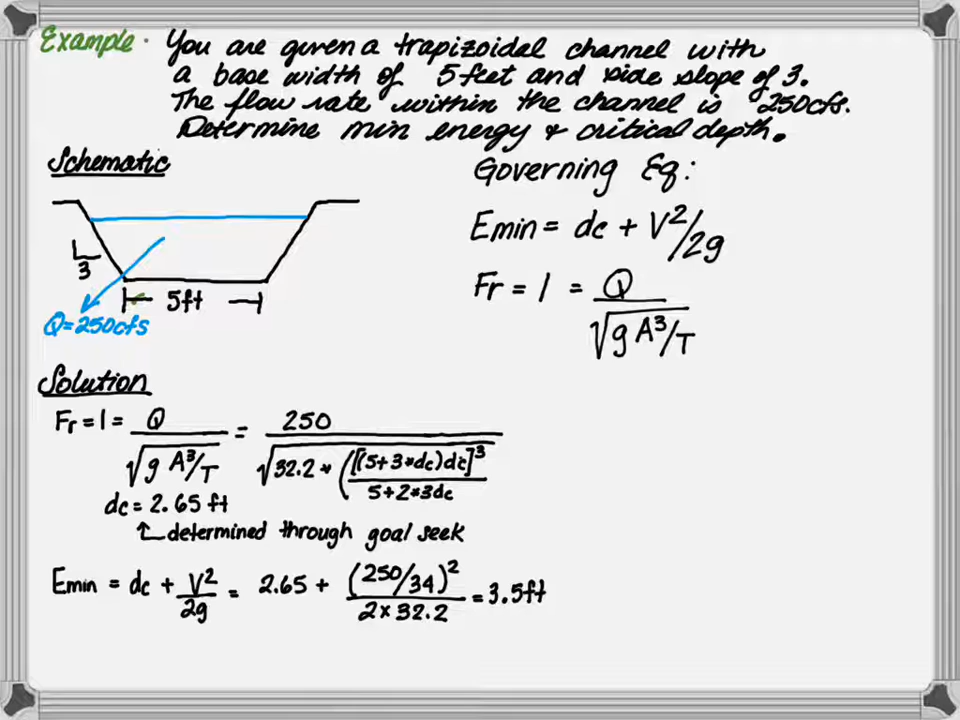 Example. You are given a trapizoidal channel with
a base width of 5 feet and side slope of 3.
The flow rate within the channel is 250cfs.
Determine min energy & critical depth.
Schematic
3
5ft
Q=250cfs
Governing Eq:
Emin = dc + V²/2g
Fr = 1 = Q / √g A³/T
Solution
Fr = 1 = Q / √g A³/T = 250 / √32.2 * ([(5+3*dc)dc]³ / 5+2*3dc
dc = 2.65 ft
↑ determined through goal seek
Emin = dc + V²/2g = 2.65 + (250/34)² / 2 x 32.2 = 3.5ft